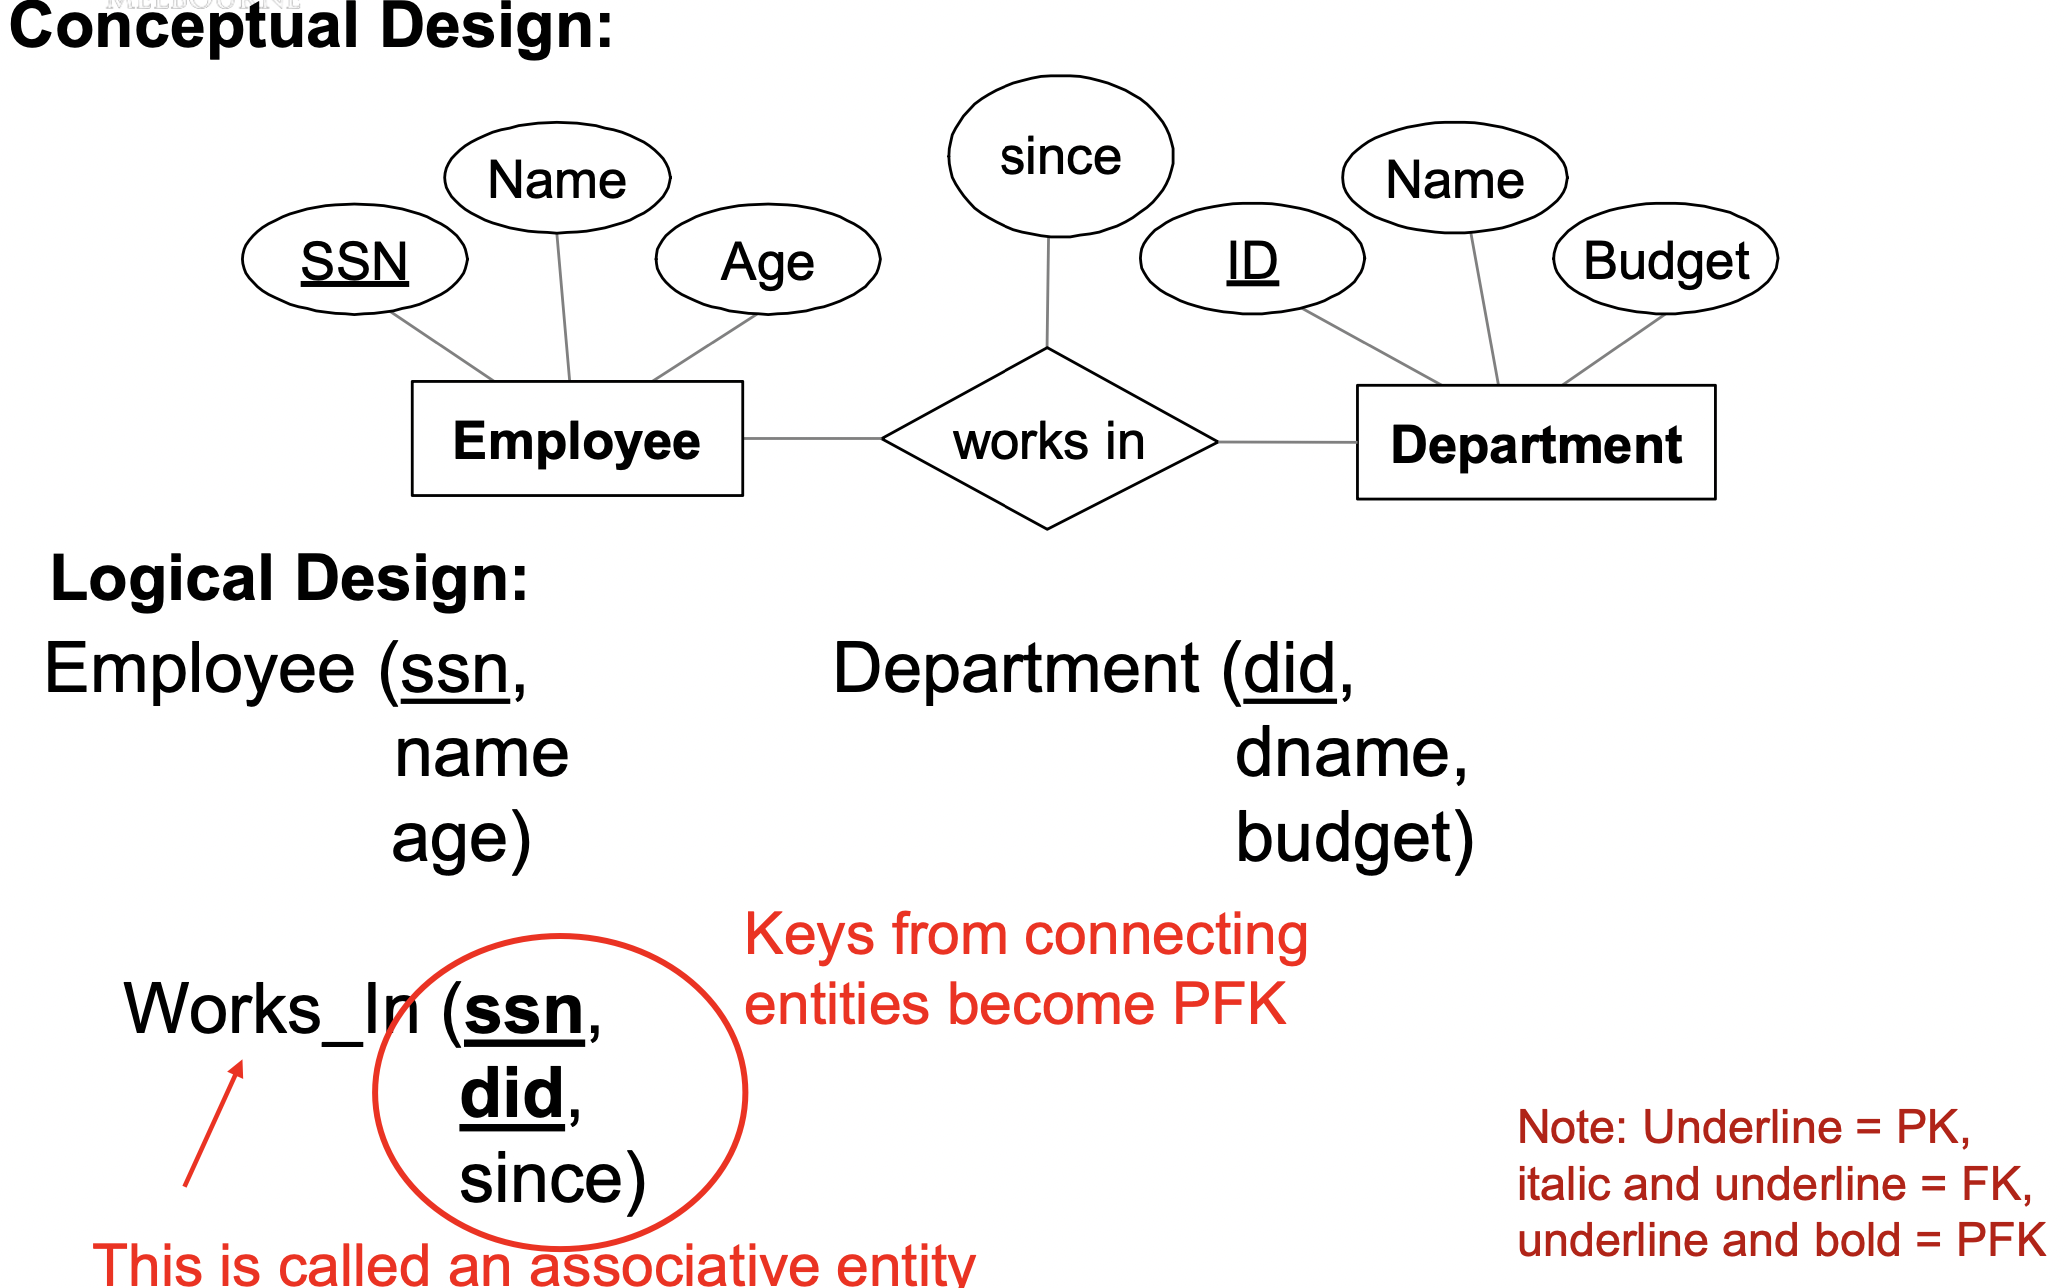 MELBOURNE
Conceptual Design:
since
Name
Name
SSN
Age
ID
Budget
Employee
works in
Department
Logical Design:
Employee (ssn,
name
age)
Department (did,
dname,
budget)
Keys from connecting
entities become PFK
Works_In (ssn,
did,
since)
Note: Underline = PK,
italic and underline = FK,
underline and bold = PFK
This is called an associative entity